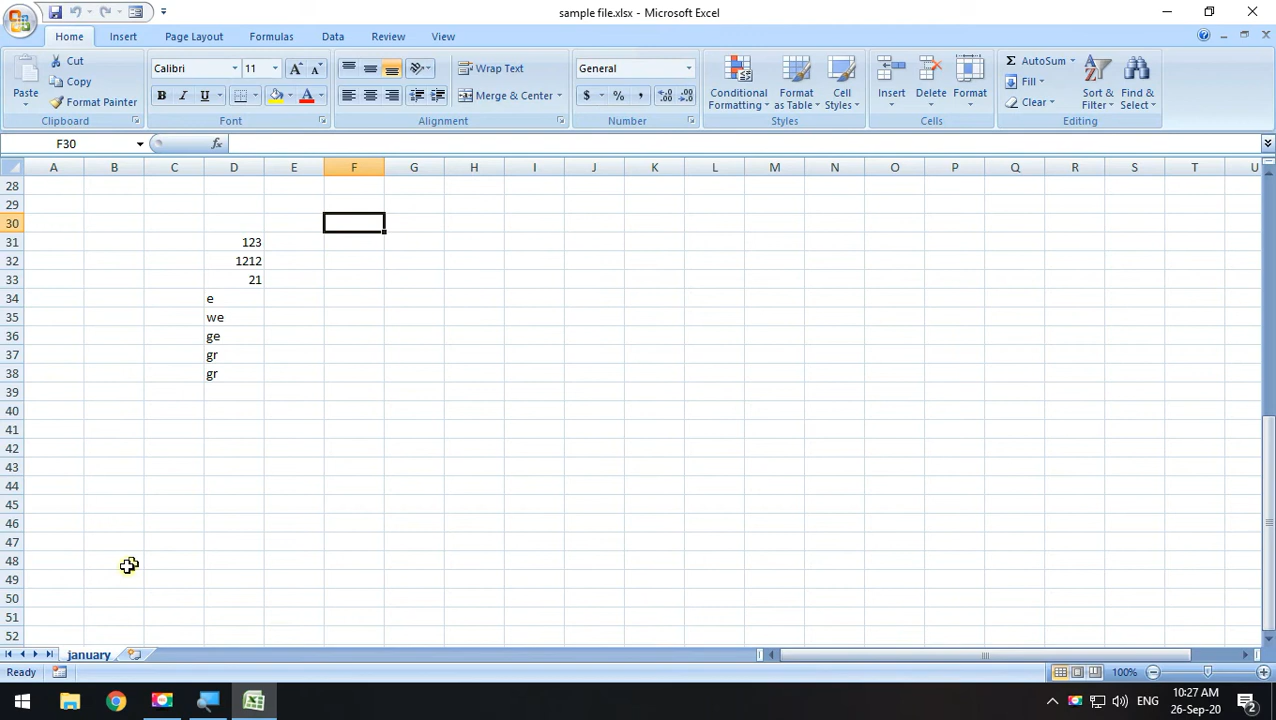 sample file.xlsx - Microsoft Excel
Home Insert Page Layout Formulas Data Review View
Paste
Cut
Copy
Format Painter
Clipboard
Calibri 11
B I U
Font
Wrap Text
Merge & Center
Alignment
General
$ % ,
Number
Conditional Formatting
Format as Table
Cell Styles
Styles
Insert Delete Format
Cells
Σ AutoSum
Fill
Clear
Sort & Filter
Find & Select
Editing
F30 fx
A B C D E F G H I J K L M N O P Q R S T U
28
29
30
31 123
32 1212
33 21
34 e
35 we
36 ge
37 gr
38 gr
39
40
41
42
43
44
45
46
47
48
49
50
51
52
january
Ready 100%
ENG 10:27 AM
26-Sep-20 2